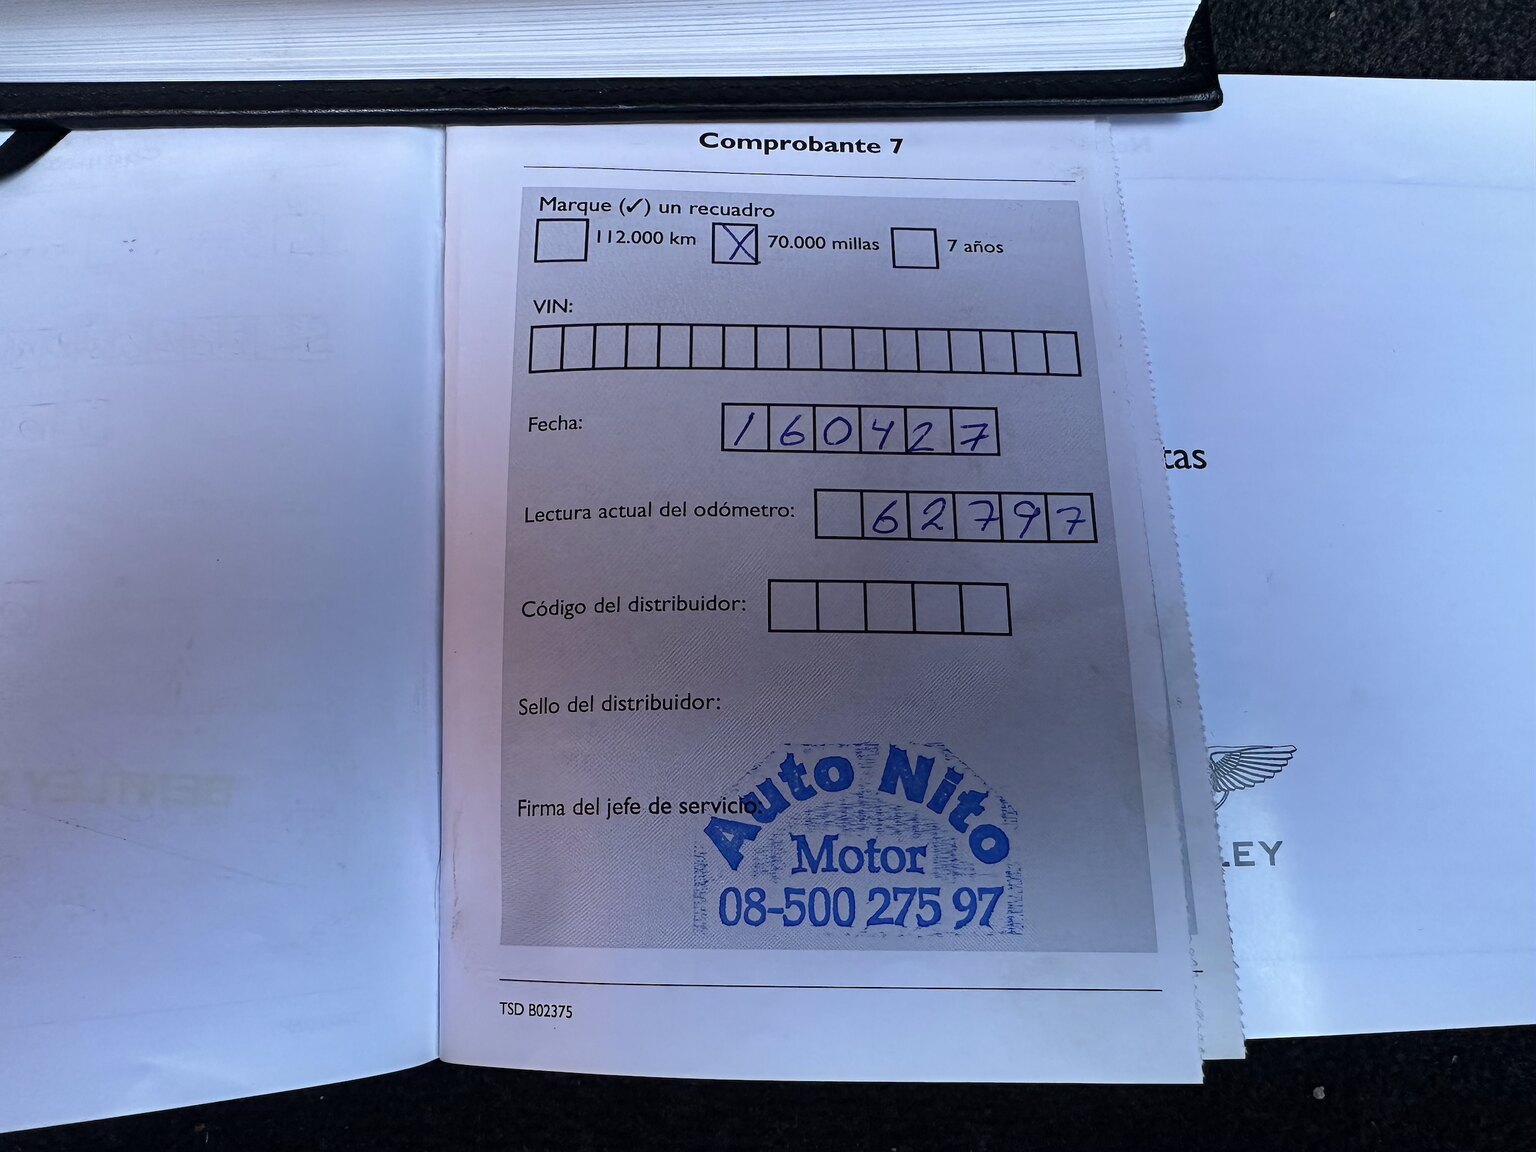 Comprobante 7
Marque (✓) un recuadro
112.000 km X 70.000 millas 7 años
VIN:
Fecha: 160427
Lectura actual del odómetro: 62797
Código del distribuidor:
Sello del distribuidor:
Firma del jefe de servicio:
Auto Nito
Motor
08-500 275 97
TSD B02375
tas
LEY